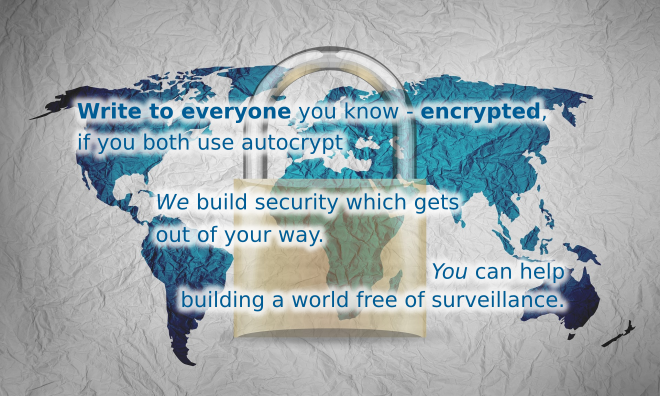 Write to everyone you know - encrypted,
if you both use autocrypt
We build security which gets
out of your way.
You can help
building a world free of surveillance.